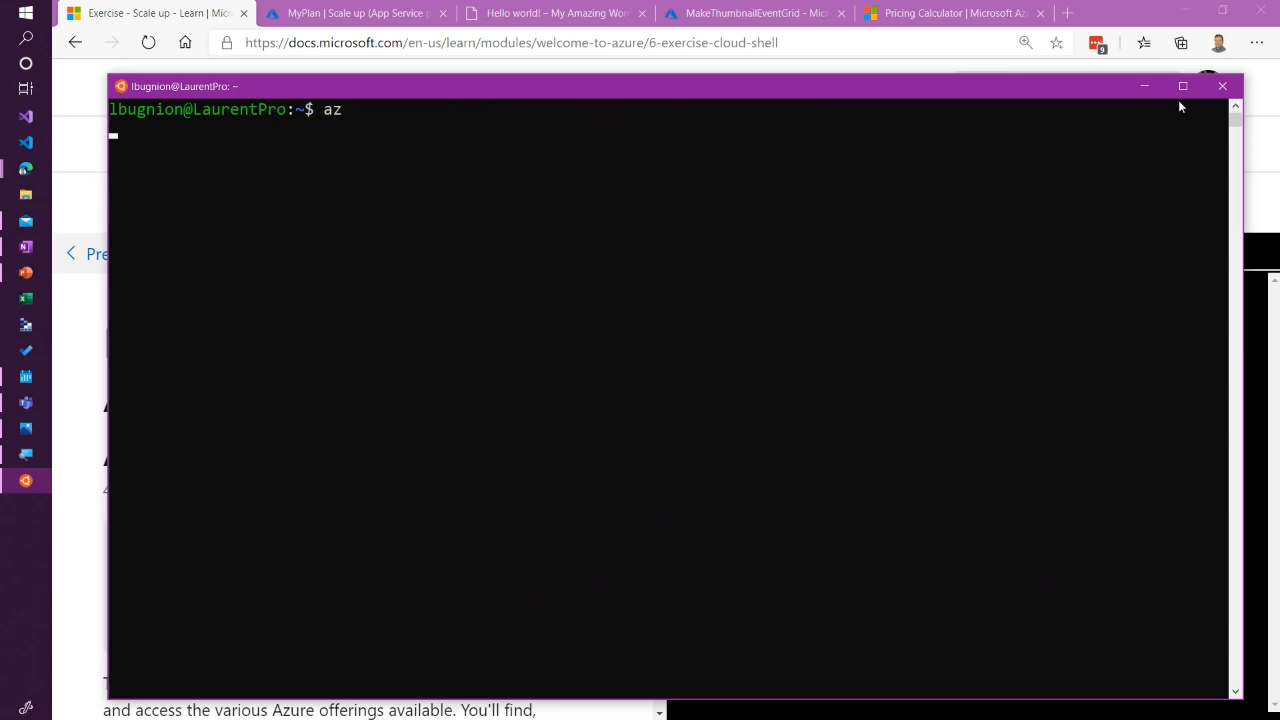 Exercise - Scale up - Learn | Micr
MyPlan | Scale up (App Service p
Hello world! – My Amazing Wor
MakeThumbnailEventGrid - Micr
Pricing Calculator | Microsoft Az
https://docs.microsoft.com/en-us/learn/modules/welcome-to-azure/6-exercise-cloud-shell
9
lbugnion@LaurentPro: ~
lbugnion@LaurentPro:~$ az
Pre
and access the various Azure offerings available. You'll find,